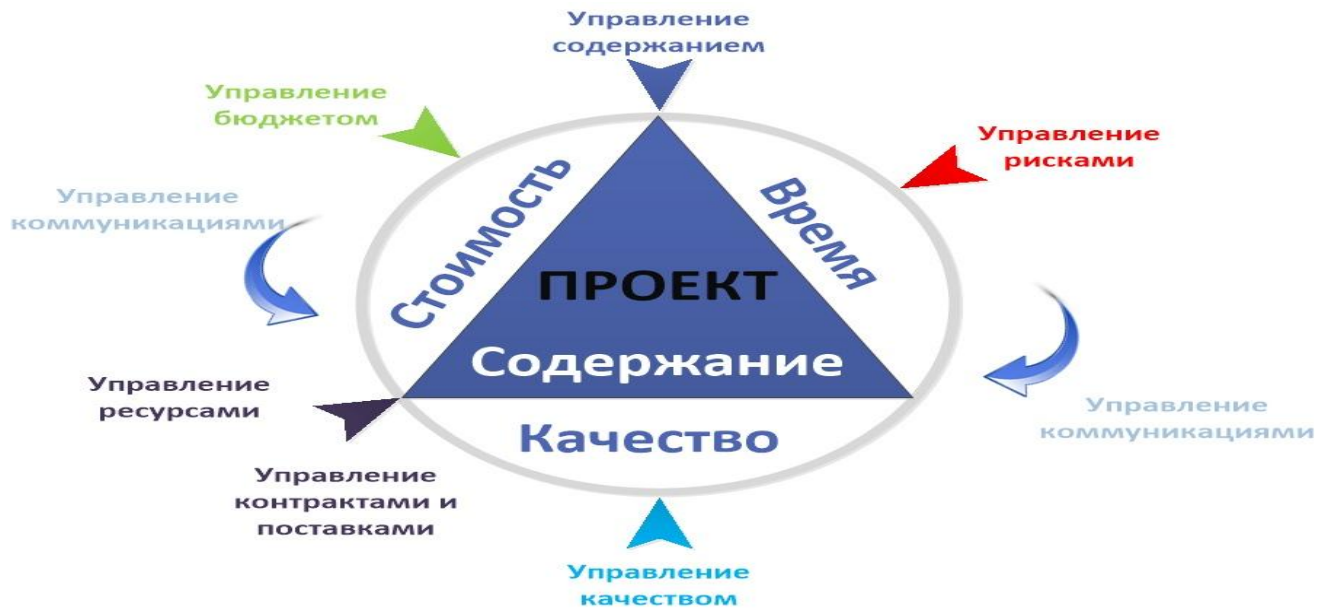 Управление
содержанием
Управление
бюджетом
Управление
рисками
Управление
коммуникациями
Стоимость
Время
ПРОЕКТ
Содержание
Управление
ресурсами
Управление
коммуникациями
Качество
Управление
контрактами и
поставками
Управление
качеством